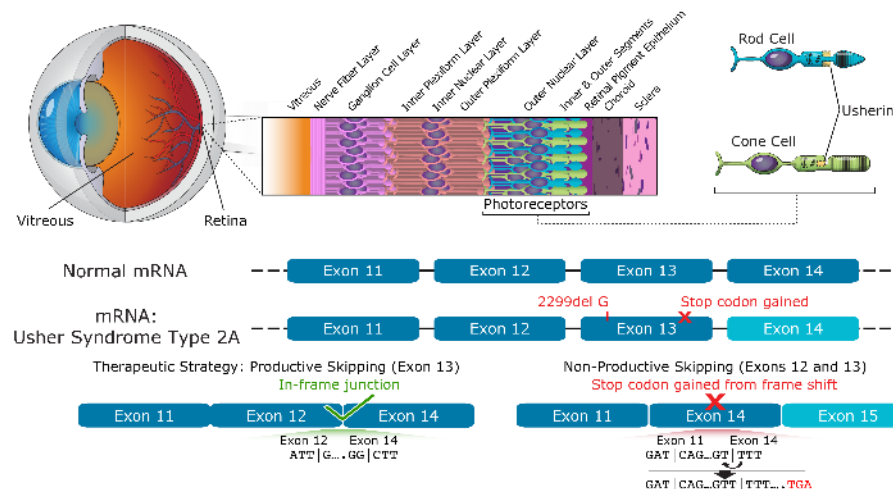 Vitreous
Nerve Fiber Layer
Ganglion Cell Layer
Inner Plexiform Layer
Inner Nuclear Layer
Outer Plexiform Layer
Outer Nuclear Layer
Inner & Outer Segments
Retinal Pigment Epithelium
Choroid
Sclera
Rod Cell
Usherin
Cone Cell
Vitreous
Retina
Photoreceptors
Normal mRNA
Exon 11
Exon 12
Exon 13
Exon 14
2299del G
Stop codon gained
mRNA:
Usher Syndrome Type 2A
Exon 11
Exon 12
Exon 13
Exon 14
Therapeutic Strategy: Productive Skipping (Exon 13)
In-frame junction
Exon 11
Exon 12
Exon 14
Exon 12
Exon 14
ATT|G....GG|CTT
Non-Productive Skipping (Exons 12 and 13)
Stop codon gained from frame shift
Exon 11
Exon 14
Exon 15
Exon 11
Exon 14
GAT|CAG...GT|TTT
GAT|CAG...GTT|TTT....TGA